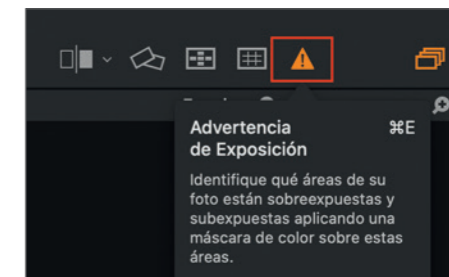 Advertencia ⌘E
de Exposición
Identifique qué áreas de su
foto están sobreexpuestas y
subexpuestas aplicando una
máscara de color sobre estas
áreas.